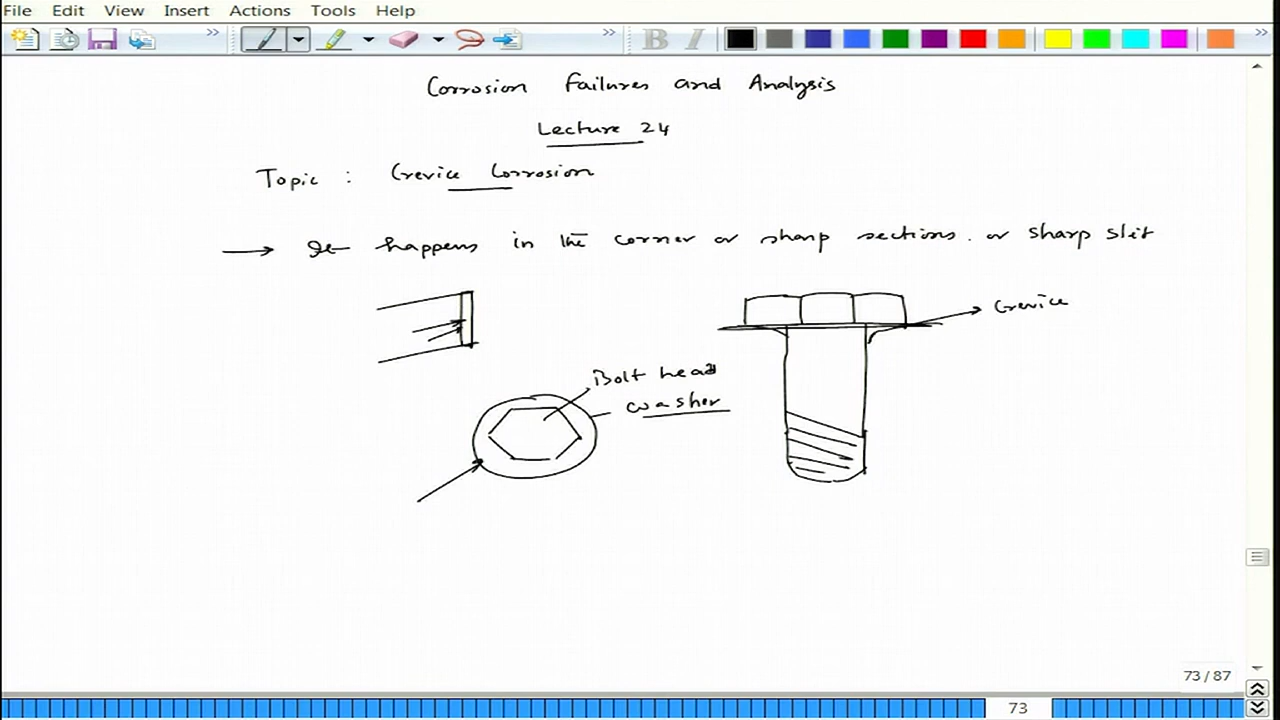 File Edit View Insert Actions Tools Help
B I
Corrosion Failures and Analysis
Lecture 24
Topic : Crevice Corrosion
→ It happens in the corner or sharp sections. or sharp slit
Crevice
Bolt head
washer
73 / 87
73